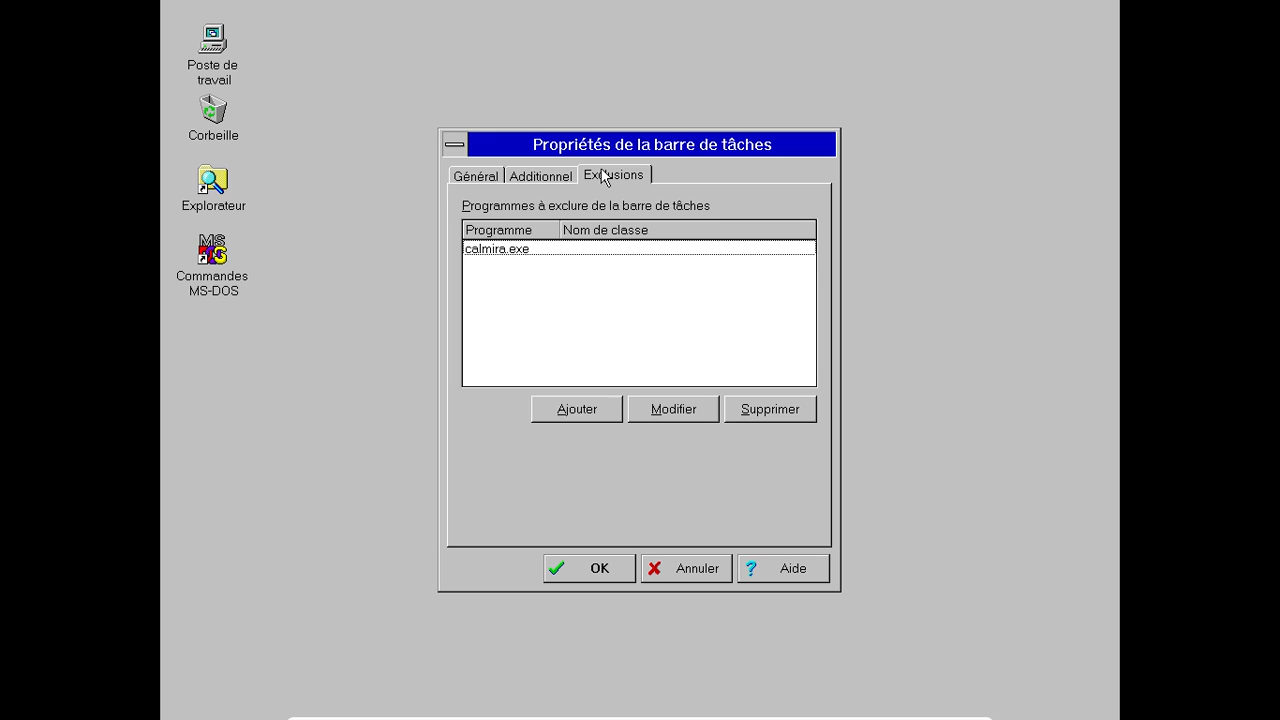 Poste de
travail
Corbeille
Explorateur
Commandes
MS-DOS
Propriétés de la barre de tâches
Général
Additionnel
Exclusions
Programmes à exclure de la barre de tâches
Programme
Nom de classe
calmira.exe
Ajouter
Modifier
Supprimer
OK
Annuler
Aide